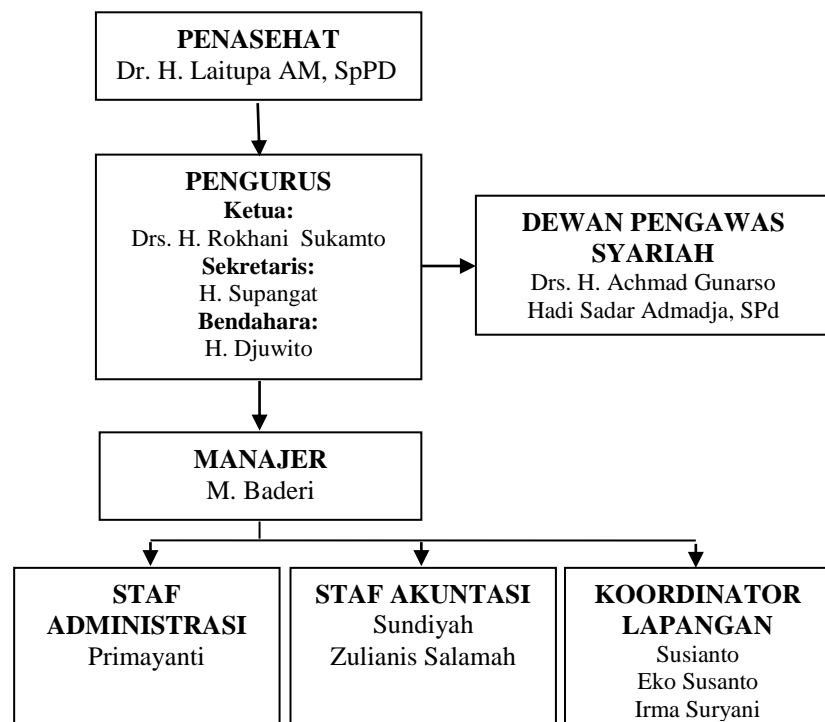 PENASEHAT
Dr. H. Laitupa AM, SpPD
PENGURUS
Ketua:
Drs. H. Rokhani Sukamto
Sekretaris:
H. Supangat
Bendahara:
H. Djuwito
DEWAN PENGAWAS
SYARIAH
Drs. H. Achmad Gunarso
Hadi Sadar Admadja, SPd
MANAJER
M. Baderi
STAF
ADMINISTRASI
Primayanti
STAF AKUNTASI
Sundiyah
Zulianis Salamah
KOORDINATOR
LAPANGAN
Susianto
Eko Susanto
Irma Suryani